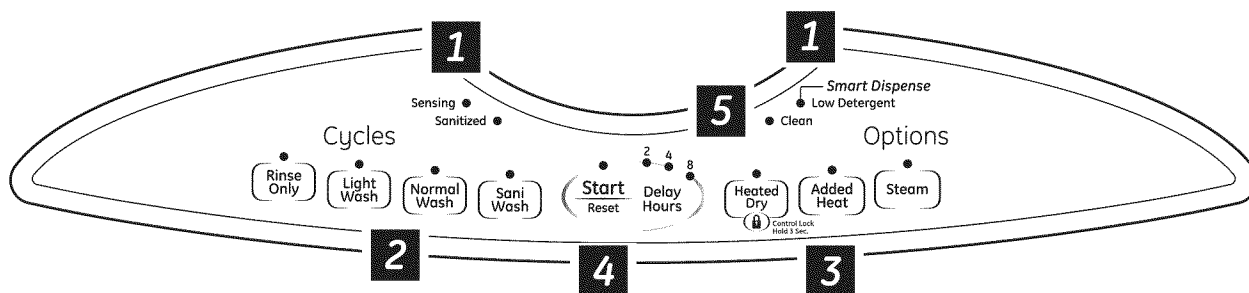 1
1
5
Smart Dispense
Sensing
Low Detergent
Sanitized
Clean
Cycles
Options
Rinse
Only
Light
Wash
Normal
Wash
Sani
Wash
Start
Reset
2 4 8
Delay
Hours
Heated
Dry
Control Lock
Hold 3 Sec.
Added
Heat
Steam
2
4
3